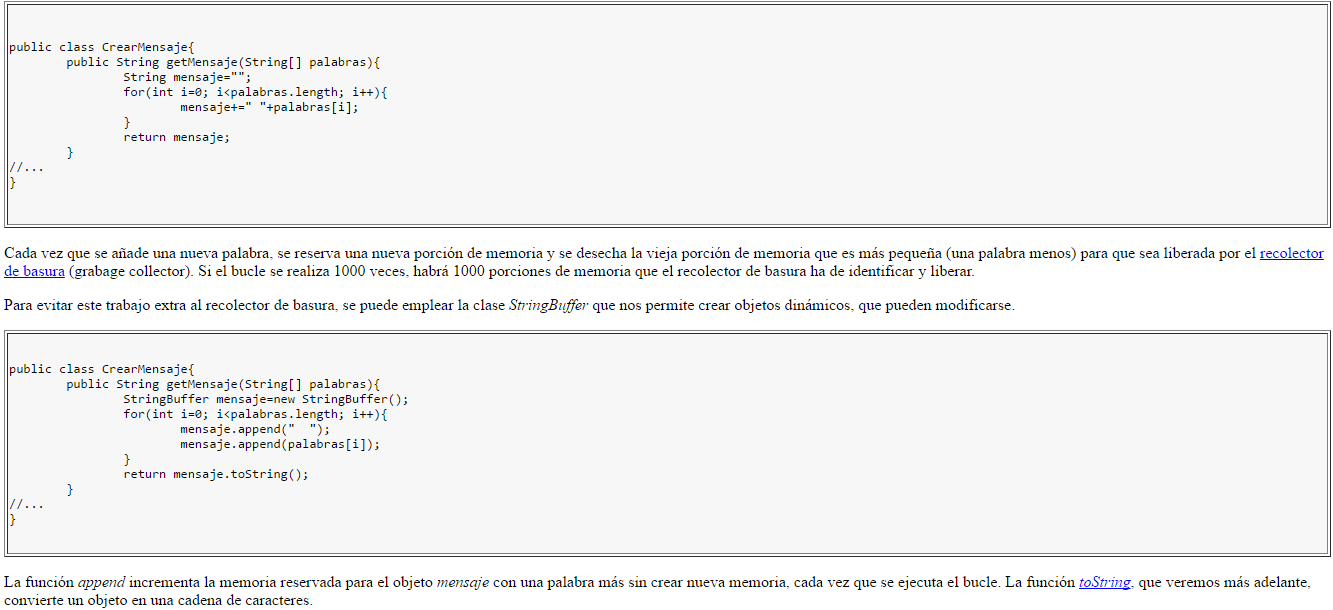 public class CrearMensaje{
        public String getMensaje(String[] palabras){
                String mensaje="";
                for(int i=0; i<palabras.length; i++){
                        mensaje+=" "+palabras[i];
                }
                return mensaje;
        }
//...
}
Cada vez que se añade una nueva palabra, se reserva una nueva porción de memoria y se desecha la vieja porción de memoria que es más pequeña (una palabra menos) para que sea liberada por el recolector
de basura (grabage collector). Si el bucle se realiza 1000 veces, habrá 1000 porciones de memoria que el recolector de basura ha de identificar y liberar.
Para evitar este trabajo extra al recolector de basura, se puede emplear la clase StringBuffer que nos permite crear objetos dinámicos, que pueden modificarse.
public class CrearMensaje{
        public String getMensaje(String[] palabras){
                StringBuffer mensaje=new StringBuffer();
                for(int i=0; i<palabras.length; i++){
                        mensaje.append("  ");
                        mensaje.append(palabras[i]);
                }
                return mensaje.toString();
        }
//...
}
La función append incrementa la memoria reservada para el objeto mensaje con una palabra más sin crear nueva memoria, cada vez que se ejecuta el bucle. La función toString, que veremos más adelante,
convierte un objeto en una cadena de caracteres.